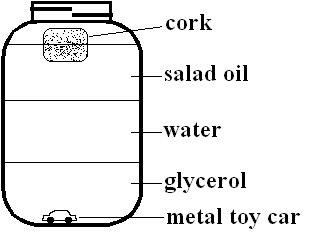 cork
salad oil
water
glycerol
metal toy car